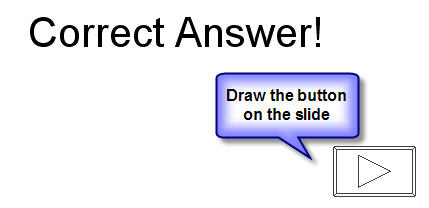 Correct Answer!
Draw the button
on the slide